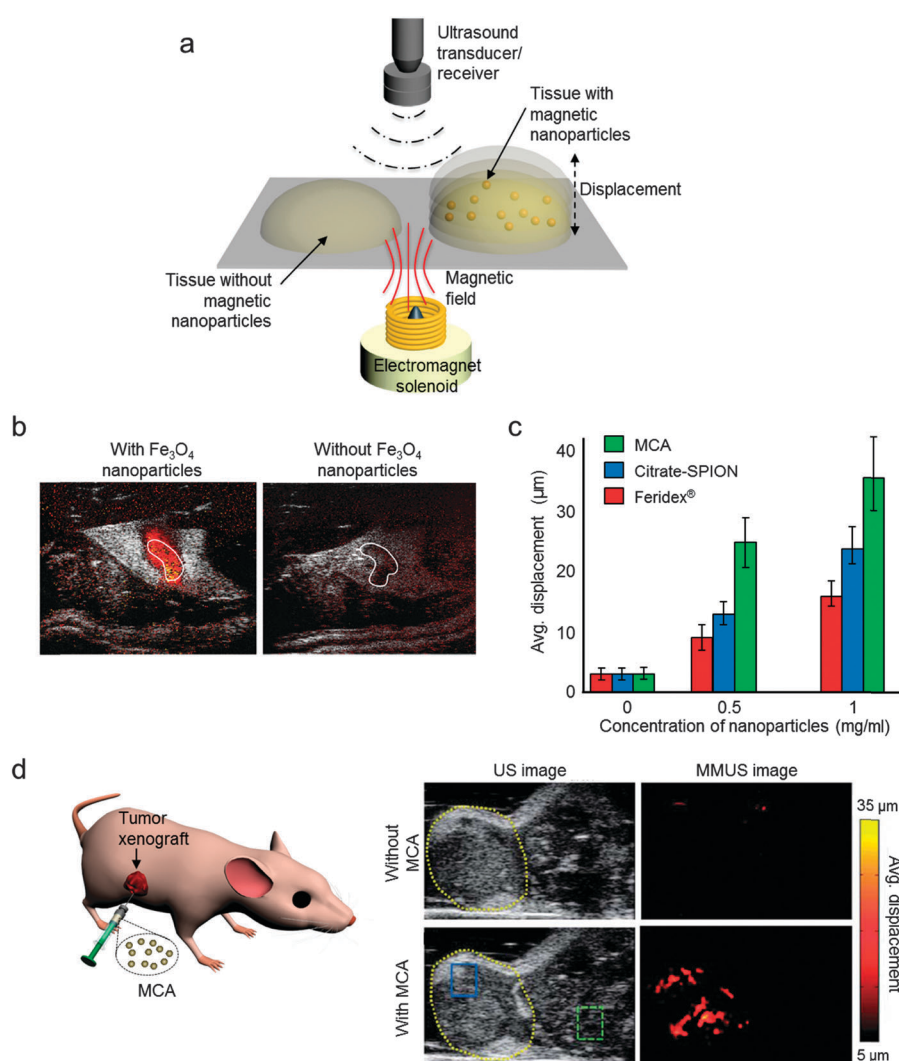 a
Ultrasound
transducer/
receiver
Tissue with
magnetic
nanoparticles
Displacement
Tissue without
magnetic
nanoparticles
Magnetic
field
Electromagnet
solenoid
b
With Fe₃O₄
nanoparticles
Without Fe₃O₄
nanoparticles
c
MCA
Citrate-SPION
Feridex®
Avg. displacement (μm)
40
30
20
10
0
0
0.5
1
Concentration of nanoparticles (mg/ml)
d
Tumor
xenograft
MCA
US image
MMUS image
Without
MCA
With MCA
35 μm
Avg. displacement
5 μm